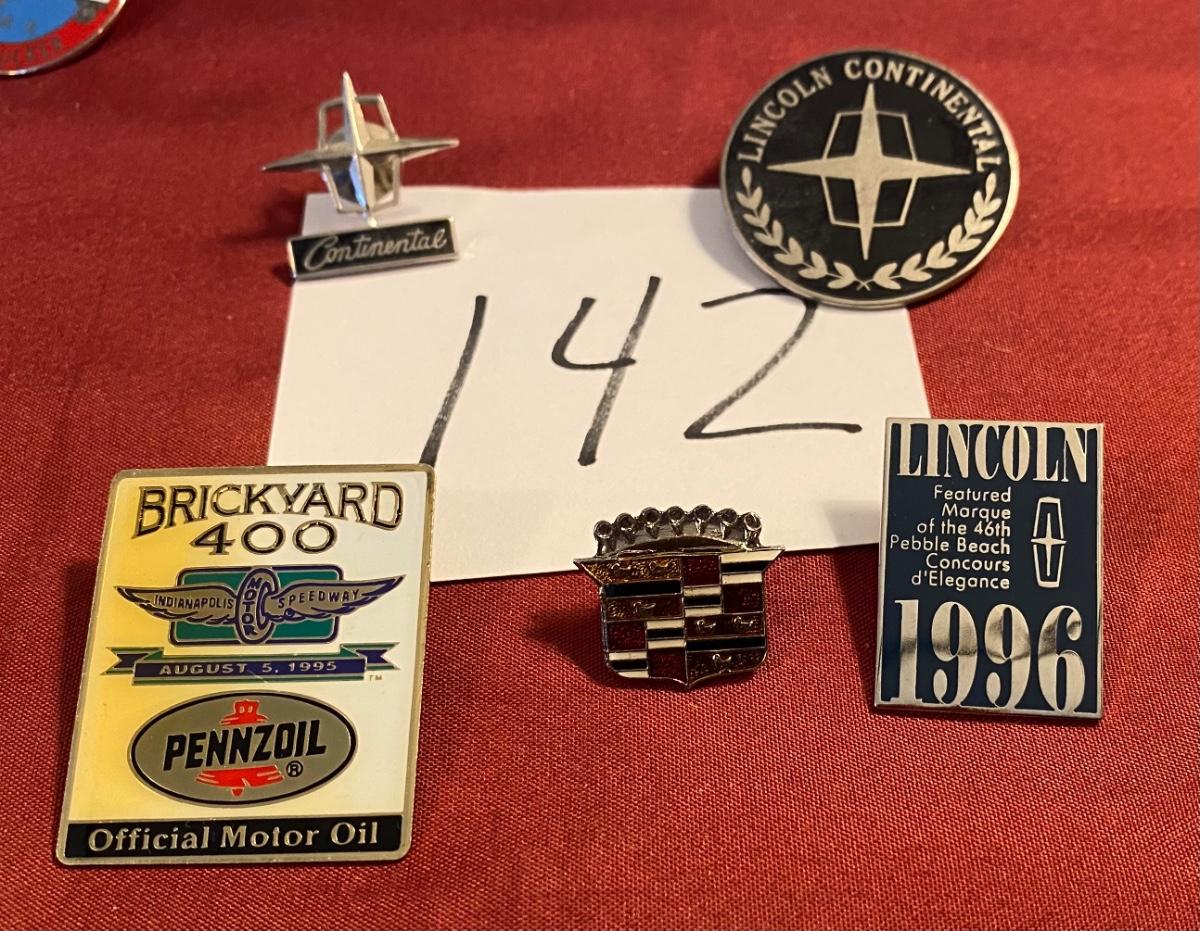 LINCOLN CONTINENTAL
Continental
142
BRICKYARD
400
INDIANAPOLIS MOTOR SPEEDWAY
AUGUST 5, 1995
TM
PENNZOIL ®
Official Motor Oil
LINCOLN
Featured
Marque
of the 46th
Pebble Beach
Concours
d'Elegance
1996